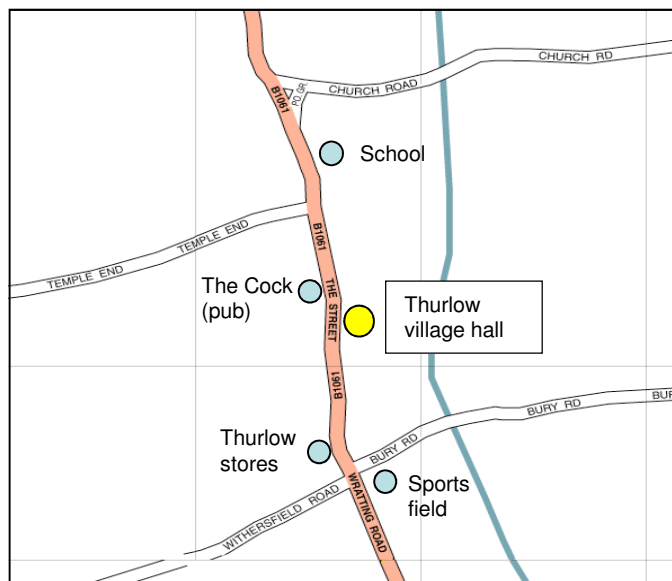 CHURCH RD
CHURCH ROAD
B1061
PO.GR.
School
TEMPLE END
TEMPLE END
B1061
The Cock
(pub)
THE STREET
Thurlow
village hall
B1061
BURY RD
BUR
Thurlow
stores
BURY RD
Sports
field
WITHERSFIELD ROAD
WRATTING ROAD